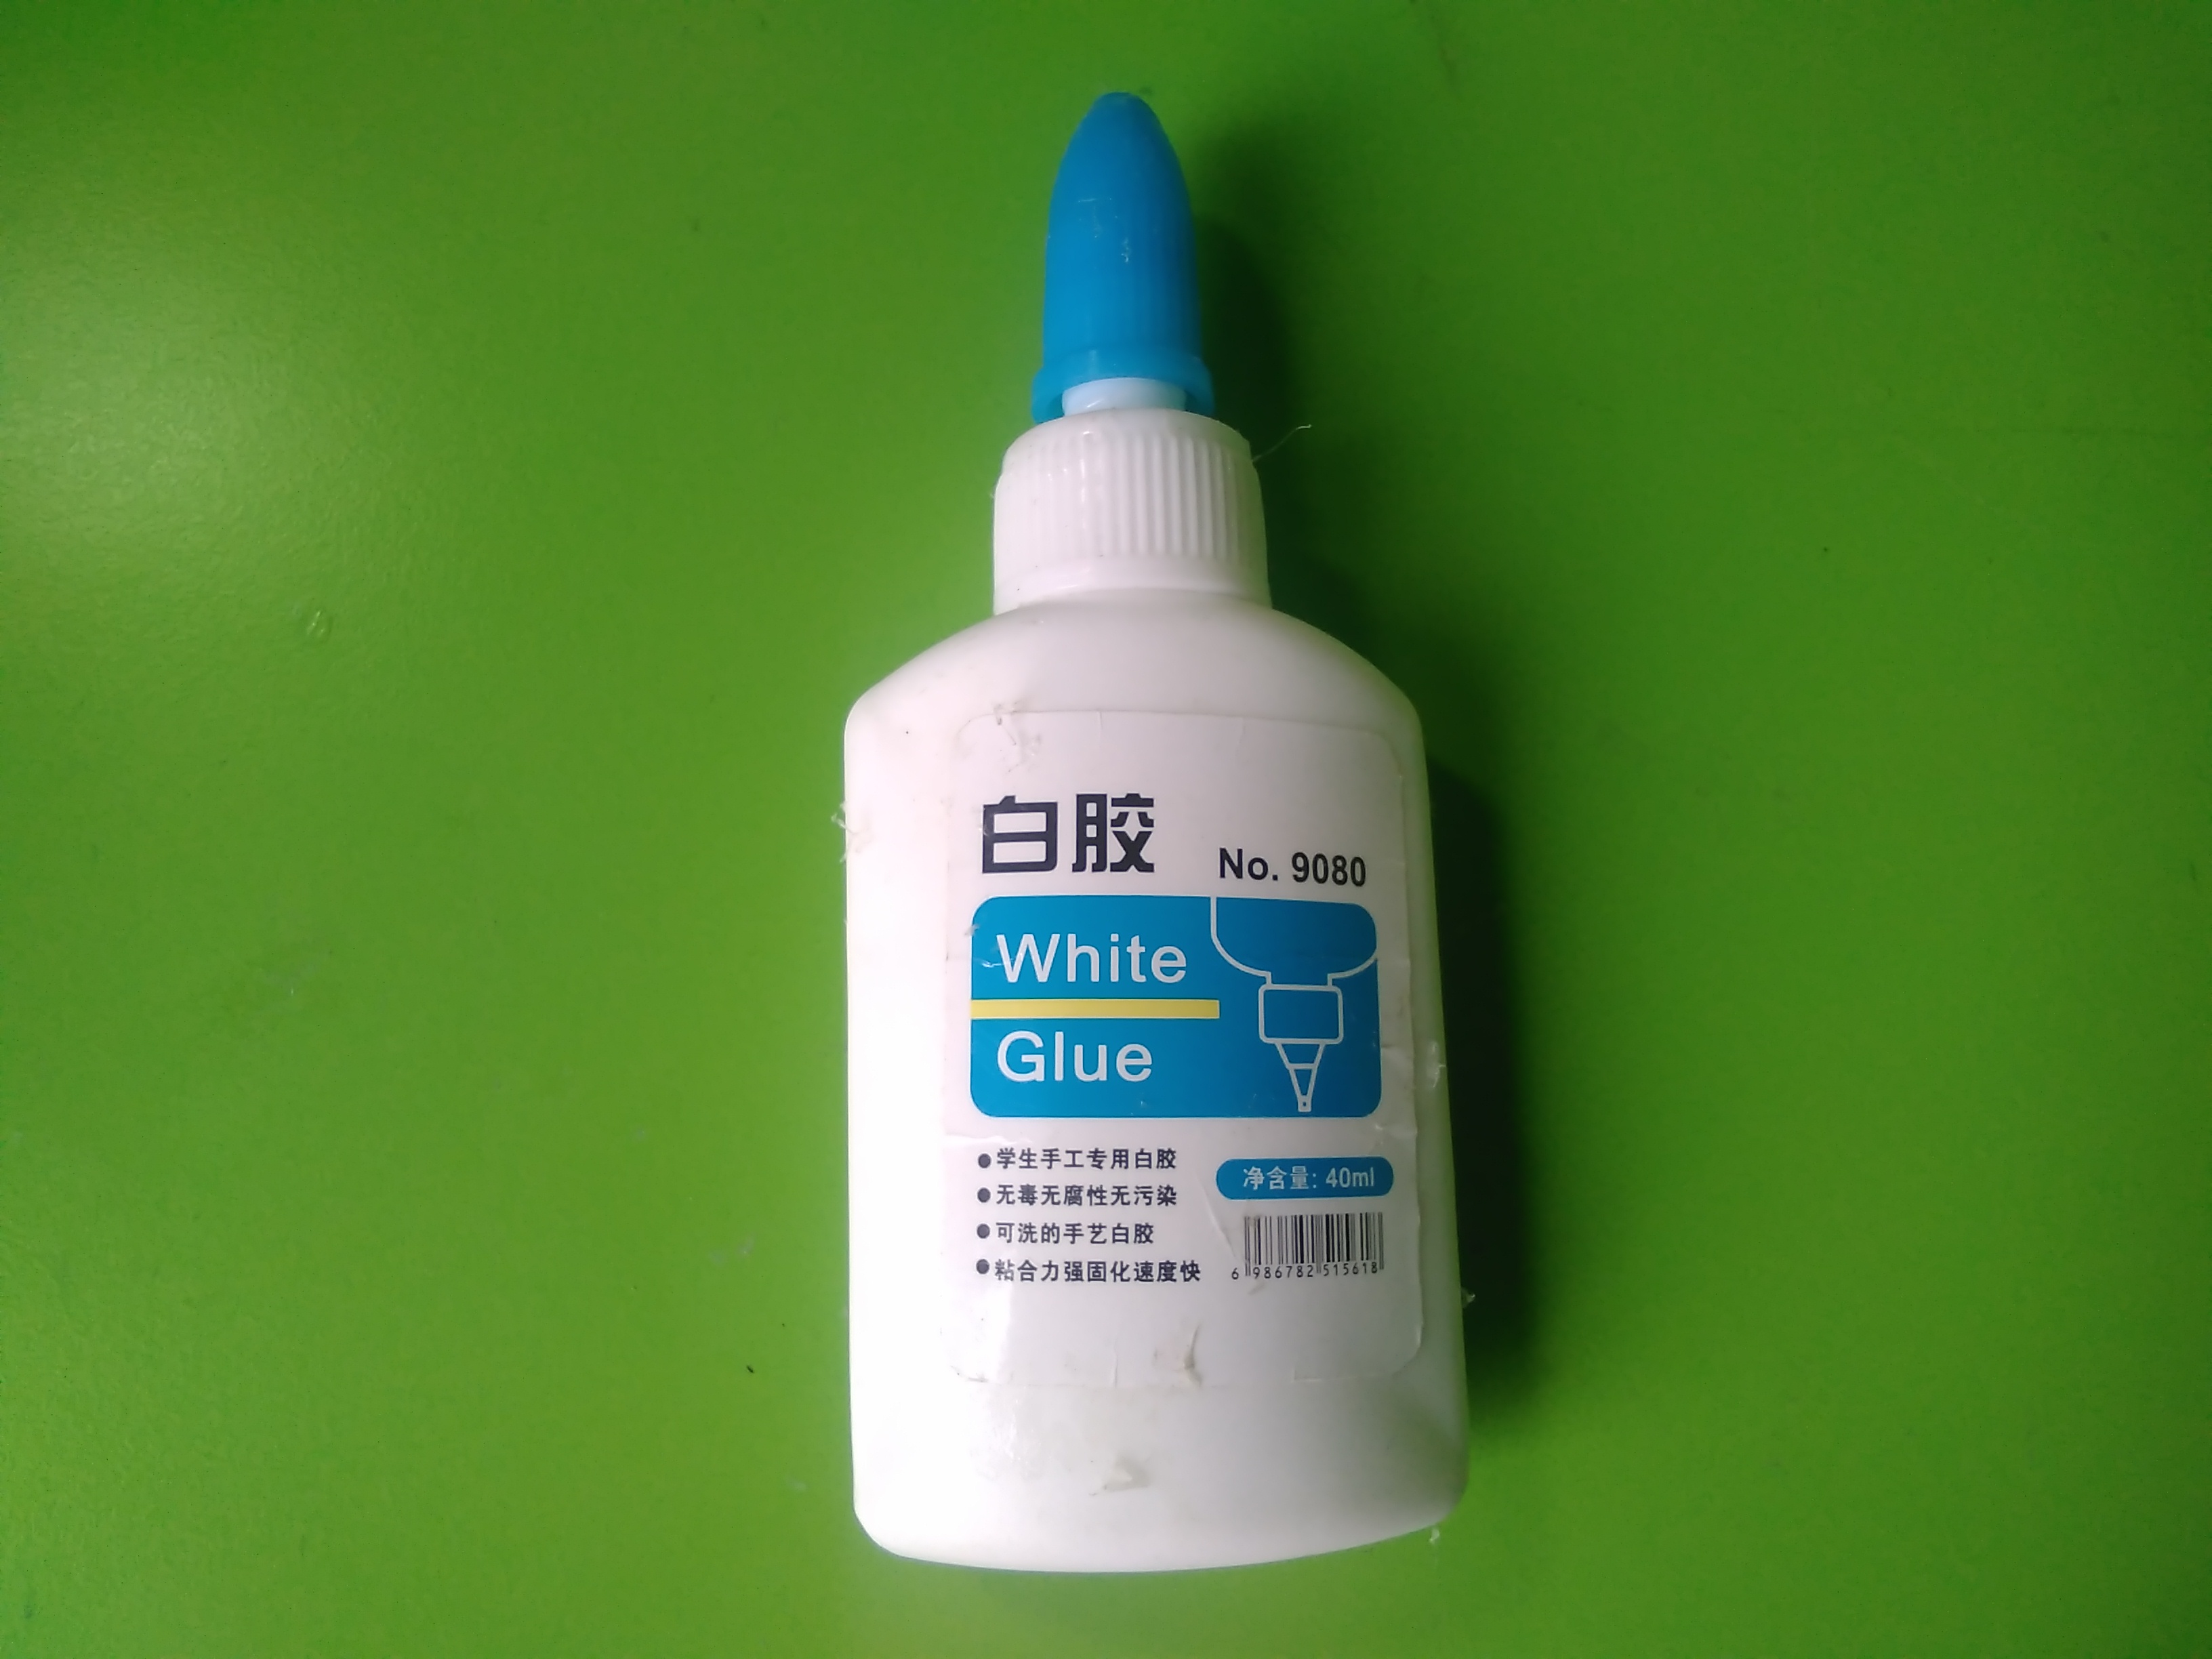 白胶
No. 9080
White
Glue
●学生手工专用白胶
●无毒无腐性无污染
●可洗的手艺白胶
●粘合力强固化速度快
净含量: 40ml
6 986782 515618